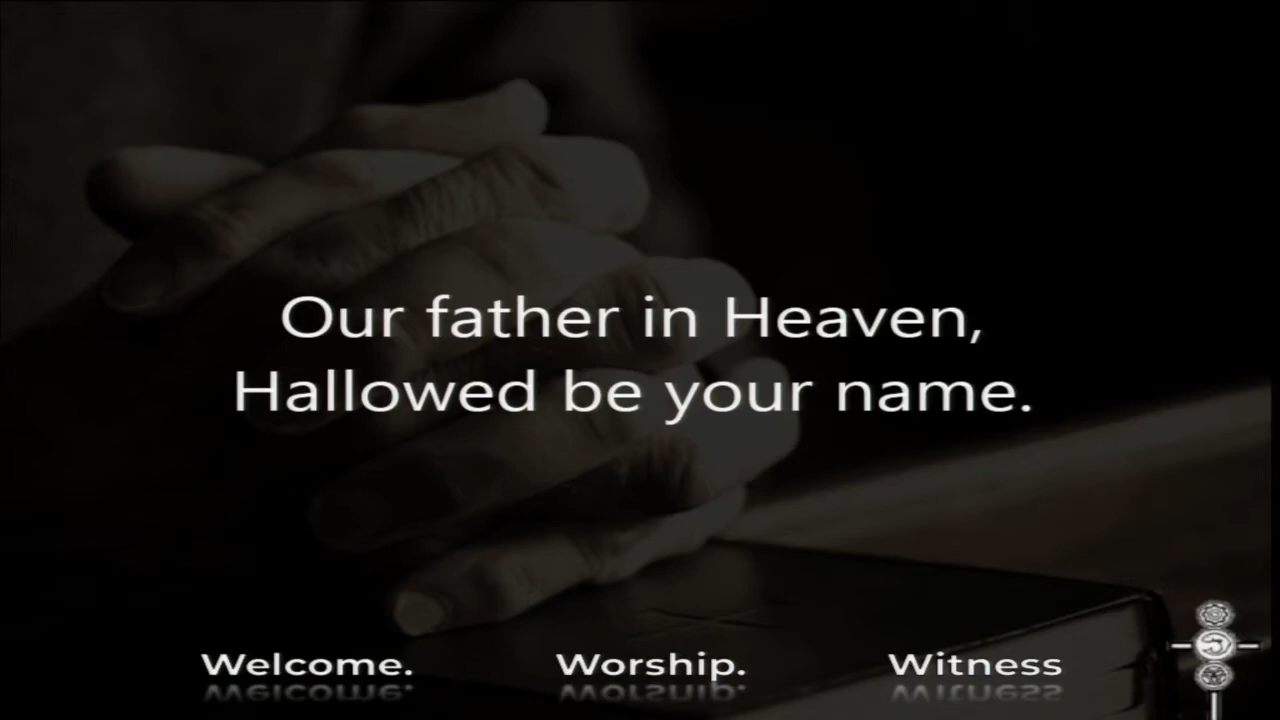 Our father in Heaven,
Hallowed be your name.
Welcome. Worship. Witness